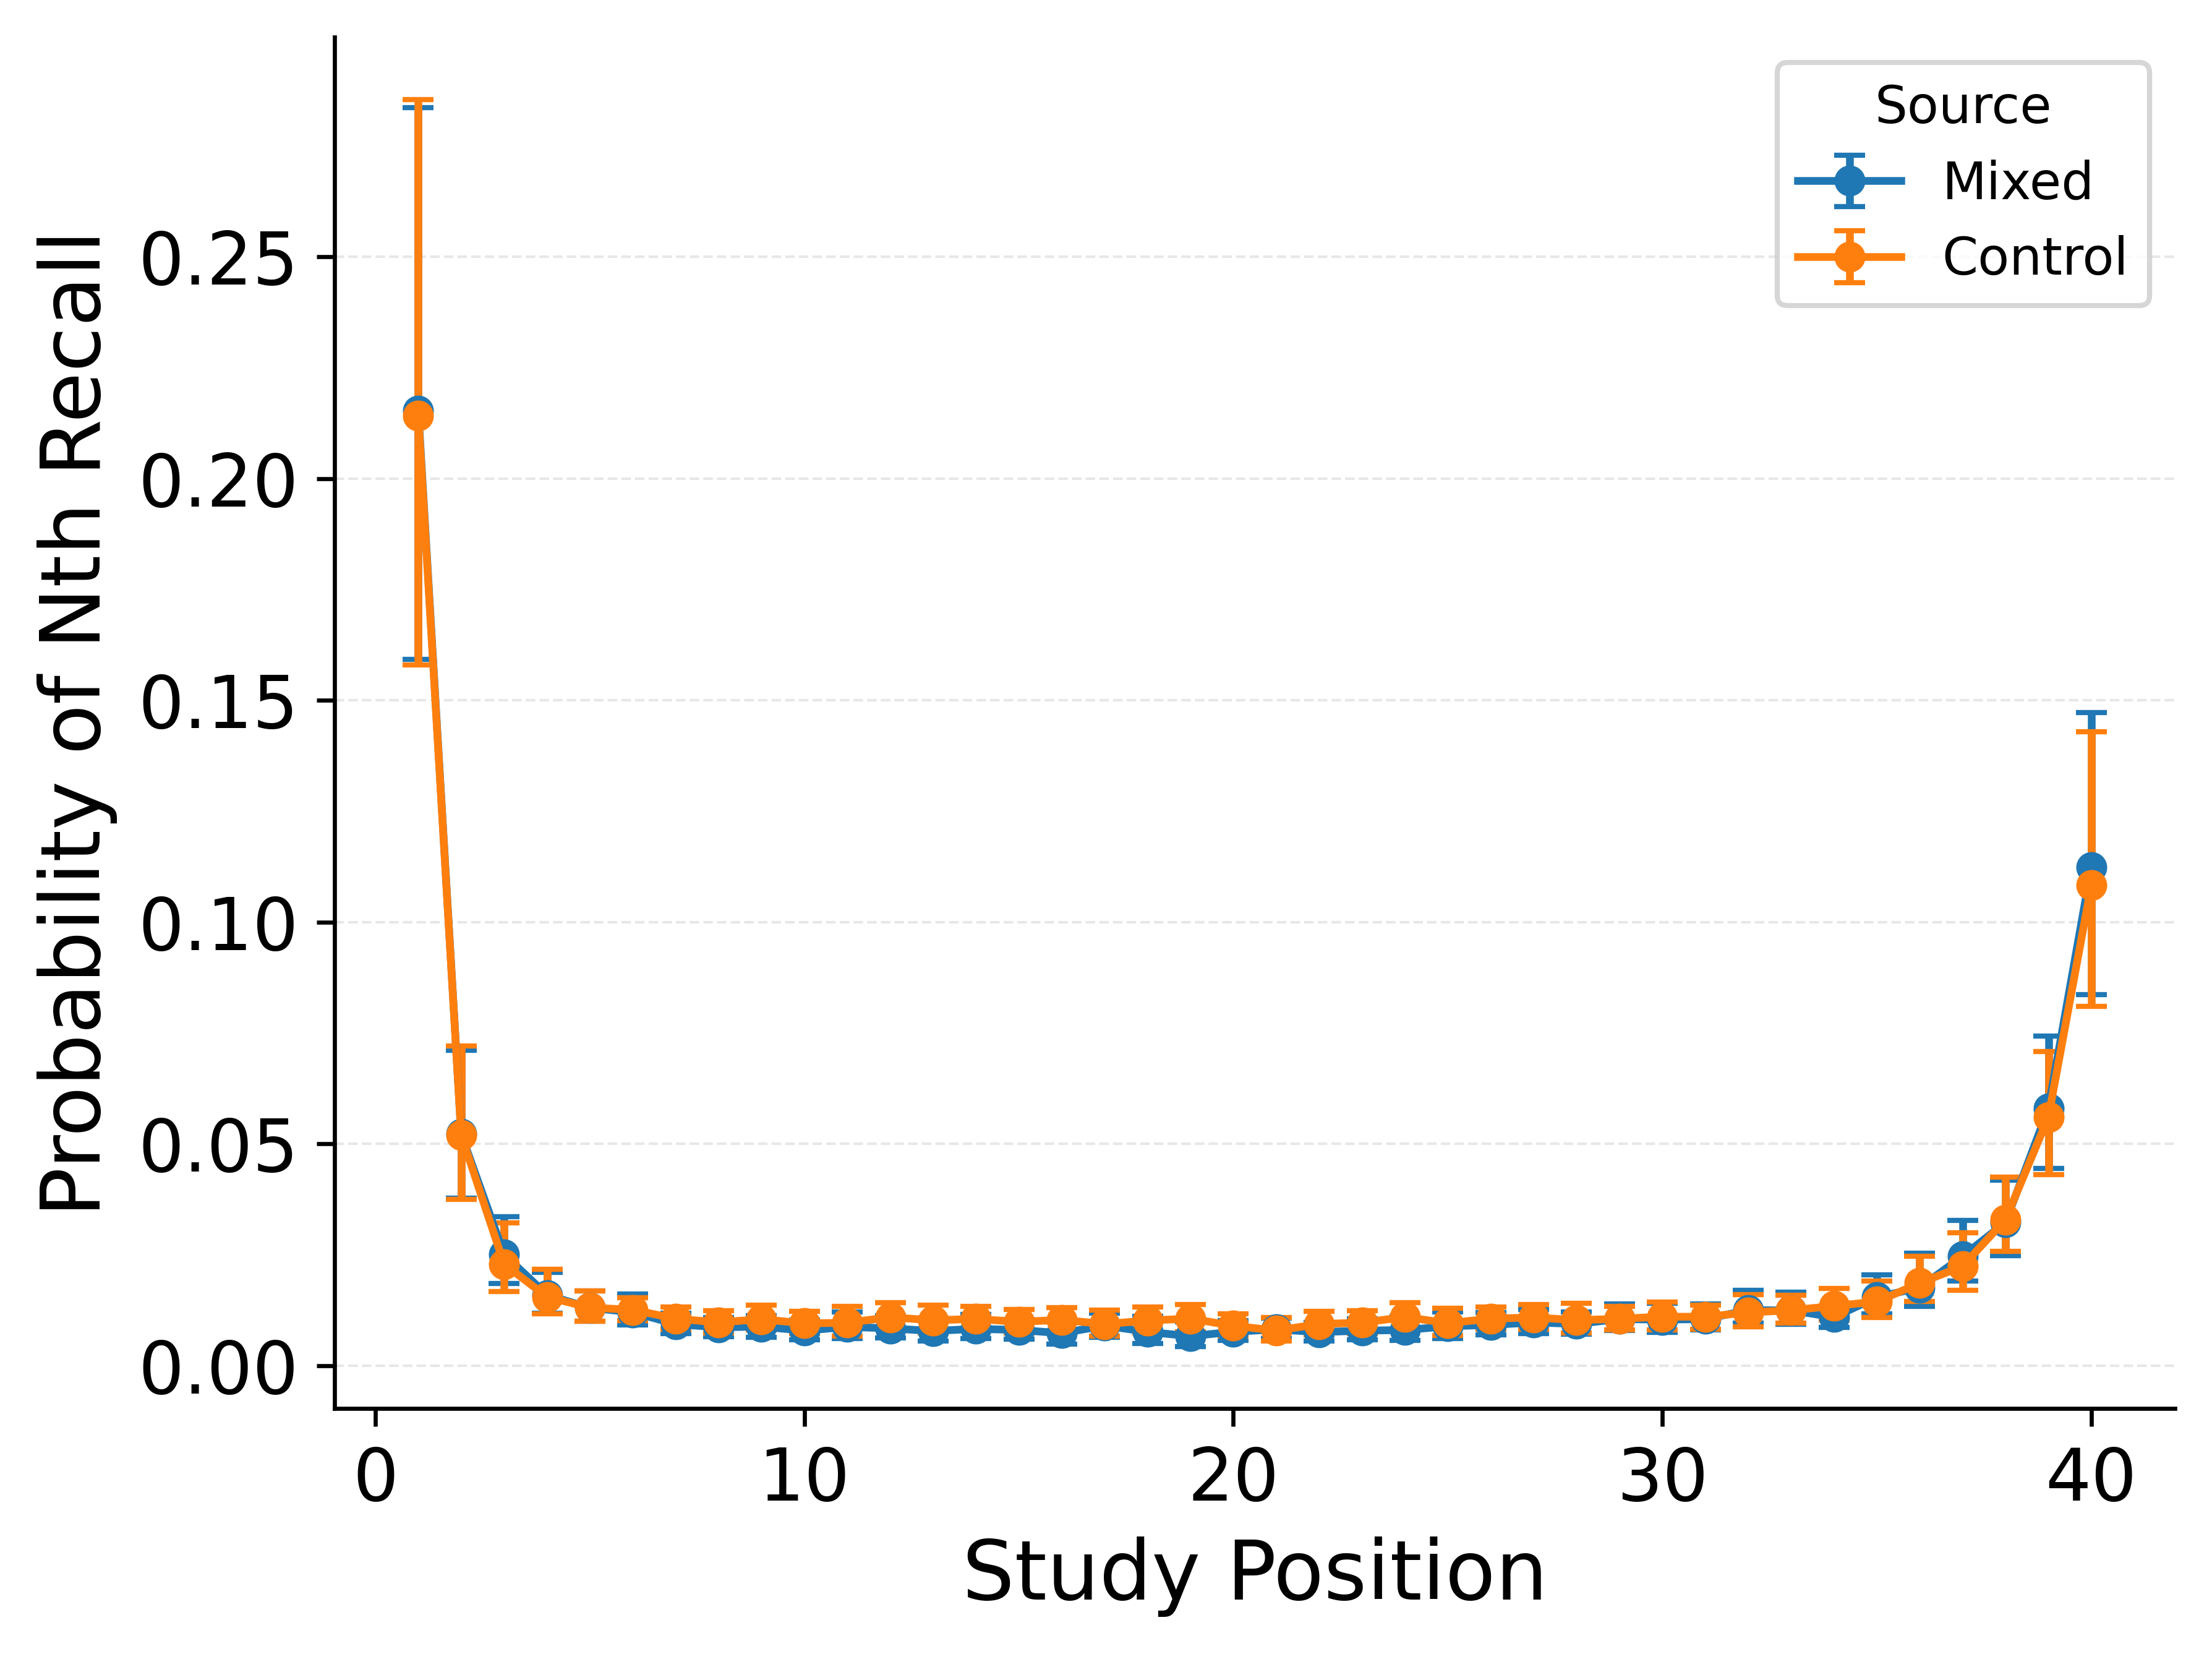 Source
Mixed
Control
Probability of Nth Recall
0.25
0.20
0.15
0.10
0.05
0.00
0 10 20 30 40
Study Position